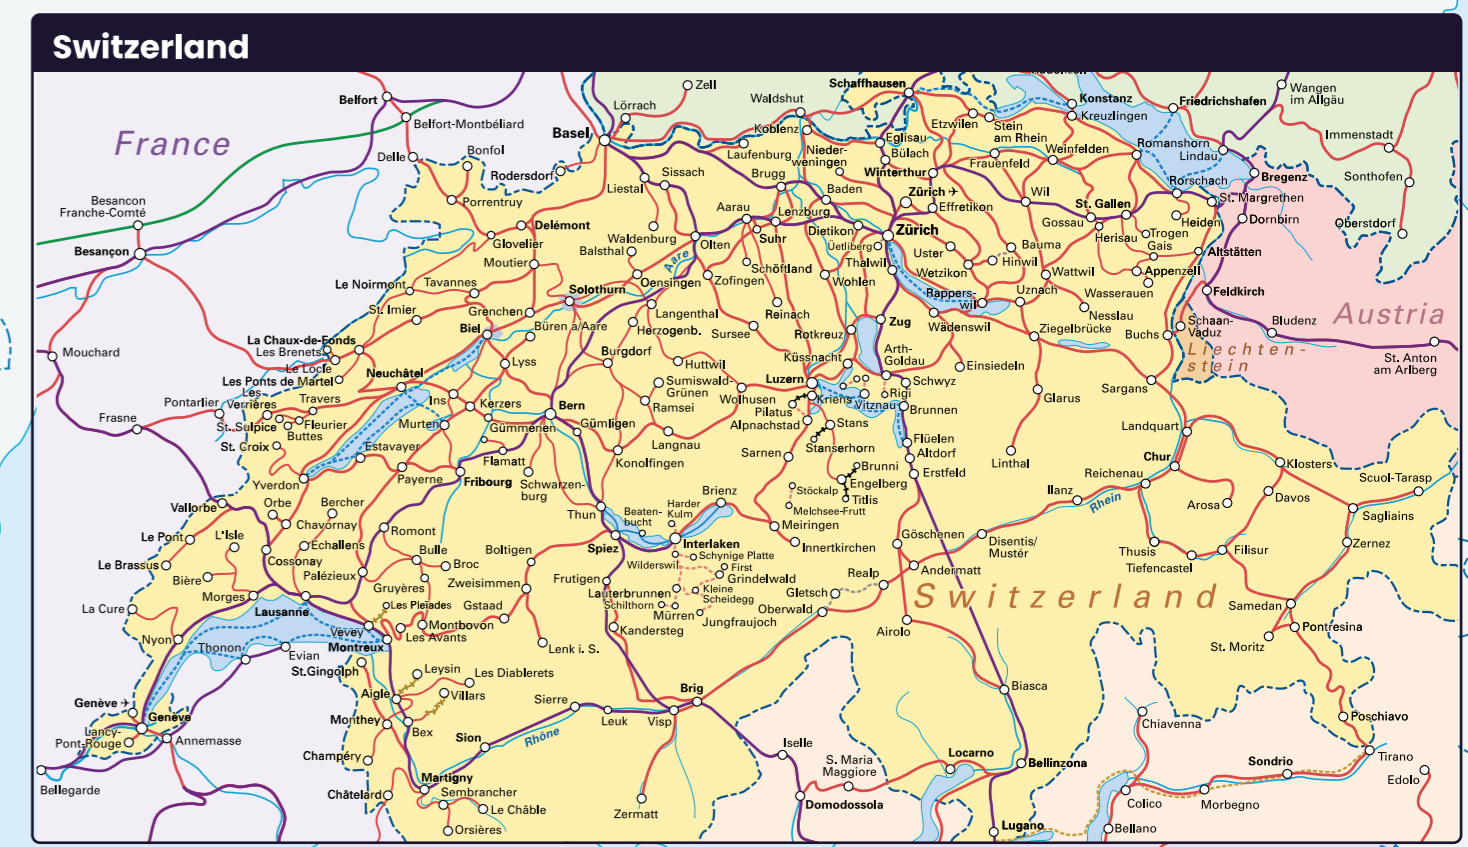 Switzerland
France
Belfort
Belfort-Montbéliard
Delle
Bonfol
Porrentruy
Besancon
Franche-Comté
Besançon
Mouchard
Frasne
Pontarlier
Zell
Lörrach
Basel
Rodersdorf
Waldshut
Koblenz
Laufenburg
Nieder-
weningen
Schaffhausen
Eglisau
Bülach
Etzwilen
Stein
am Rhein
Konstanz
Kreuzlingen
Friedrichshafen
Wangen
im Allgäu
Immenstadt
Sonthofen
Oberstdorf
Romanshorn
Lindau
Bregenz
Weinfelden
Frauenfeld
Winterthur
Zürich
Effretikon
Wil
St. Gallen
Rorschach
St. Margrethen
Heiden
Dornbirn
Gossau
Herisau
Trogen
Gais
Altstätten
Appenzell
Wasserauen
Feldkirch
Austria
Bludenz
St. Anton
am Arlberg
Schaan-
Vaduz
Liechten-
stein
Buchs
Sargans
Liestal
Sissach
Brugg
Baden
Aarau
Lenzburg
Suhr
Dietikon
Zürich
Üetliberg
Thalwil
Uster
Wetzikon
Hinwil
Bauma
Wattwil
Nesslau
Uznach
Rappers-
wil
Wädenswil
Ziegelbrücke
Delémont
Glovelier
Moutier
Waldenburg
Balsthal
Olten
Aare
Oensingen
Zofingen
Schöftland
Wohlen
Le Noirmont
Tavannes
Solothurn
St. Imier
Grenchen
Biel
Büren a/Aare
Herzogenb.
Langenthal
Reinach
Sursee
Rotkreuz
Zug
Arth-
Goldau
Küssnacht
La Chaux-de-Fonds
Les Brenets
Le Locle
Les Ponts de Martel
Neuchâtel
Lyss
Burgdorf
Huttwil
Sumiswald-
Grünen
Ramsei
Wolhusen
Luzern
Kriens
Vitznau
Rigi
Schwyz
Einsiedeln
Brunnen
Glarus
Les
Verrières
Travers
St. Sulpice
Fleurier
Buttes
St. Croix
Ins
Kerzers
Murten
Gümmenen
Bern
Gümligen
Langnau
Konolfingen
Pilatus
Alpnachstad
Stans
Stanserhorn
Sarnen
Flüelen
Altdorf
Erstfeld
Linthal
Landquart
Chur
Reichenau
Ilanz
Rhein
Klosters
Davos
Arosa
Scuol-Tarasp
Sagliains
Zernez
Estavayer
Yverdon
Payerne
Flamatt
Fribourg
Schwarzen-
burg
Brunni
Engelberg
Titlis
Stöckalp
Melchsee-Frutt
Vallorbe
Orbe
Chavornay
Bercher
Le Pont
L'Isle
Echallens
Romont
Thun
Beaten-
bucht
Harder
Kulm
Brienz
Meiringen
Innertkirchen
Göschenen
Disentis/
Mustér
Thusis
Tiefencastel
Filisur
Le Brassus
Cossonay
Bière
Palézieux
Bulle
Broc
Boltigen
Spiez
Interlaken
Wilderswil
Schynige Platte
First
Grindelwald
Kleine
Scheidegg
Lauterbrunnen
Schilthorn
Mürren
Jungfraujoch
Gruyères
Zweisimmen
Frutigen
Kandersteg
Realp
Andermatt
Gletsch
Oberwald
Switzerland
Samedan
Pontresina
St. Moritz
La Cure
Morges
Lausanne
Vevey
Les Pleïades
Montbovon
Gstaad
Les Avants
Montreux
Lenk i. S.
Nyon
Thonon
Evian
St.Gingolph
Airolo
Biasca
Aigle
Leysin
Les Diablerets
Villars
Monthey
Bex
Champéry
Sierre
Leuk
Visp
Brig
Sion
Rhône
Genève
Genève
Lancy-
Pont-Rouge
Annemasse
Bellegarde
Martigny
Châtelard
Sembrancher
Le Châble
Orsières
Zermatt
Iselle
S. Maria
Maggiore
Domodossola
Locarno
Bellinzona
Lugano
Chiavenna
Poschiavo
Tirano
Edolo
Sondrio
Morbegno
Colico
Bellano